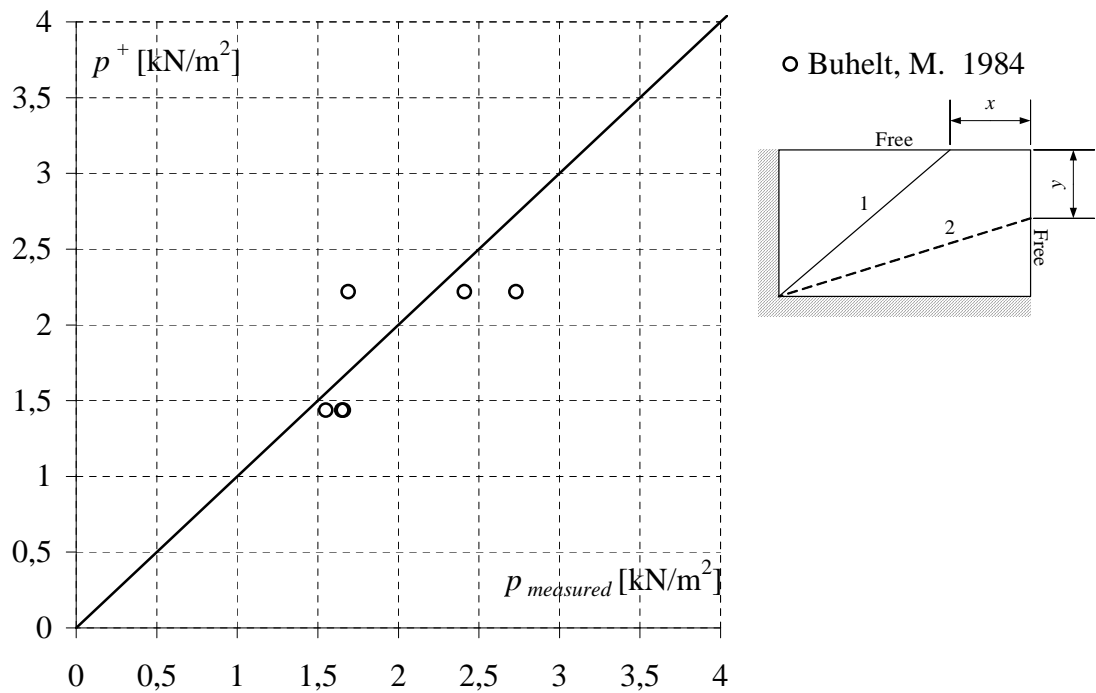 4
3,5
3
2,5
2
1,5
1
0,5
0
p + [kN/m2]
p measured [kN/m2]
0 0,5 1 1,5 2 2,5 3 3,5 4
Buhelt, M. 1984
x
Free
y
1
2
Free